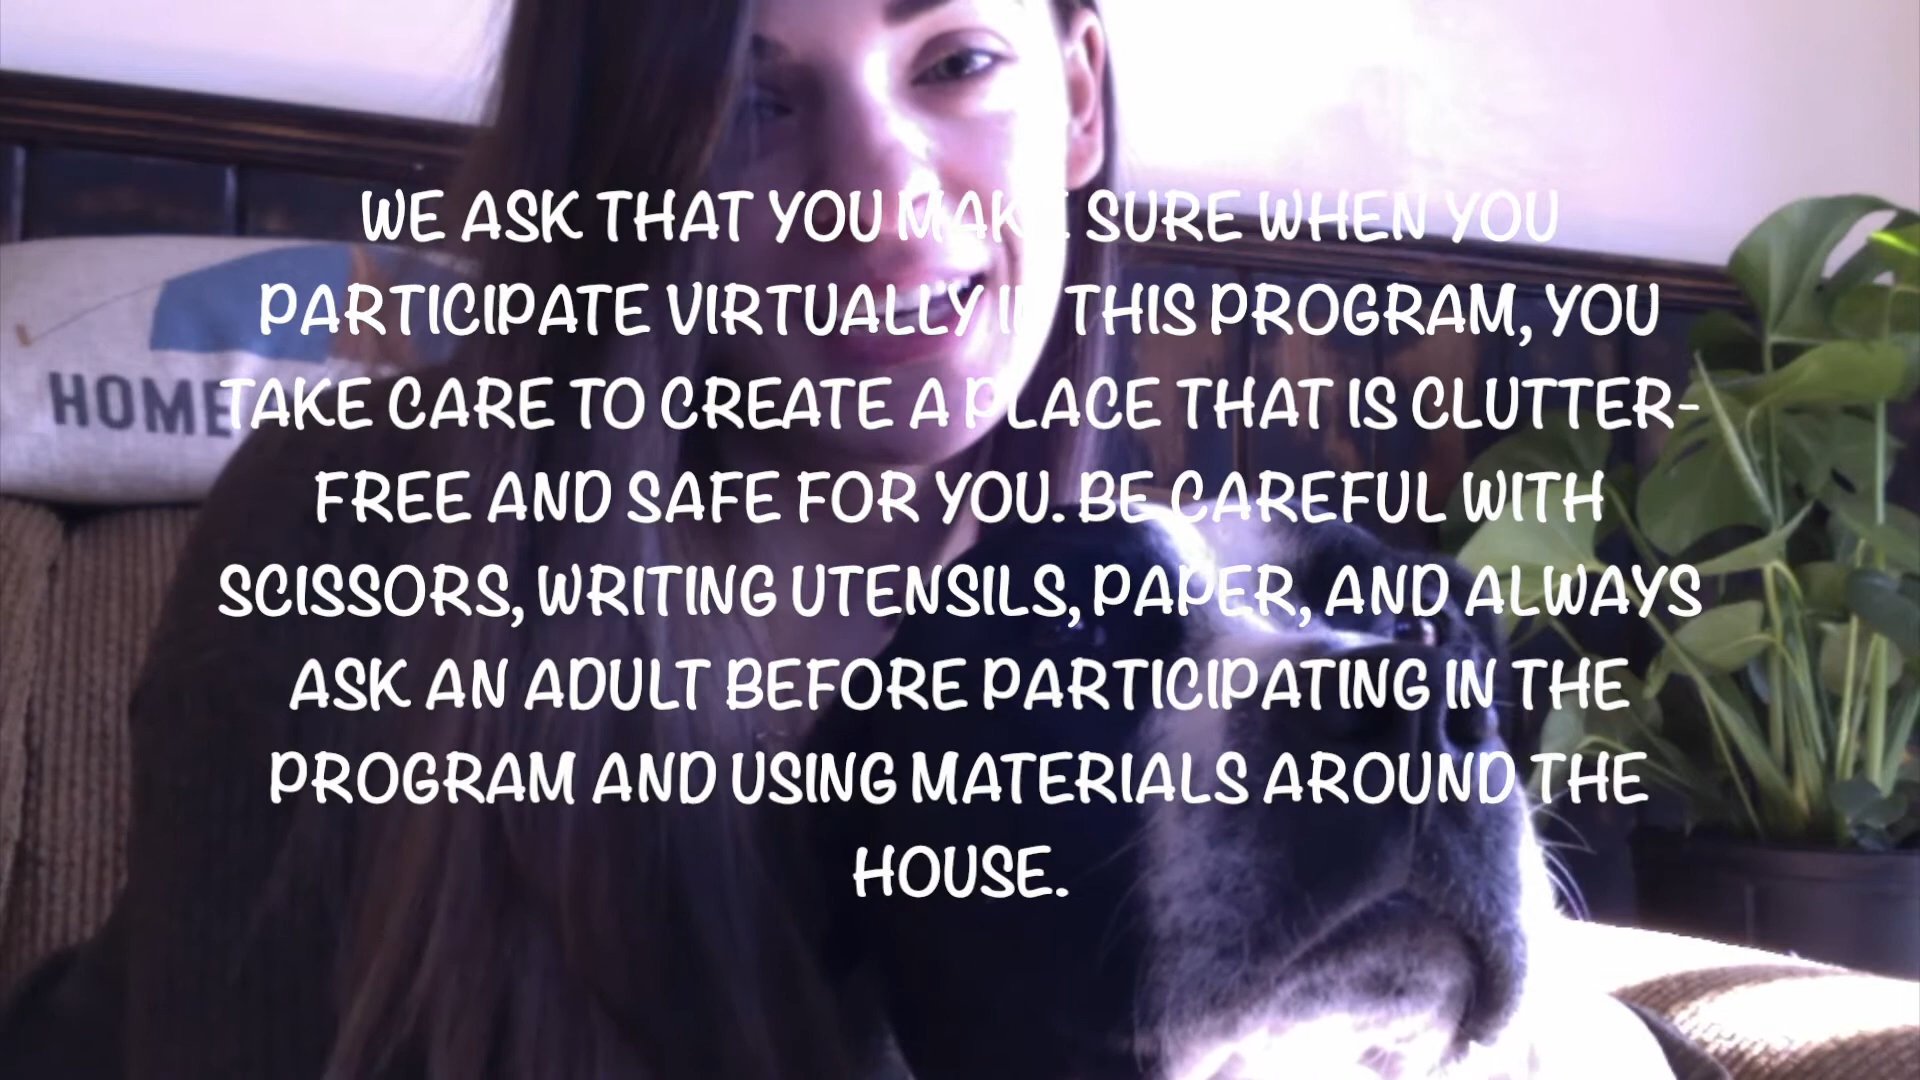 WE ASK THAT YOU MAKE SURE WHEN YOU
PARTICIPATE VIRTUALLY IN THIS PROGRAM, YOU
TAKE CARE TO CREATE A PLACE THAT IS CLUTTER-
FREE AND SAFE FOR YOU. BE CAREFUL WITH
SCISSORS, WRITING UTENSILS, PAPER, AND ALWAYS
ASK AN ADULT BEFORE PARTICIPATING IN THE
PROGRAM AND USING MATERIALS AROUND THE
HOUSE.
HOME